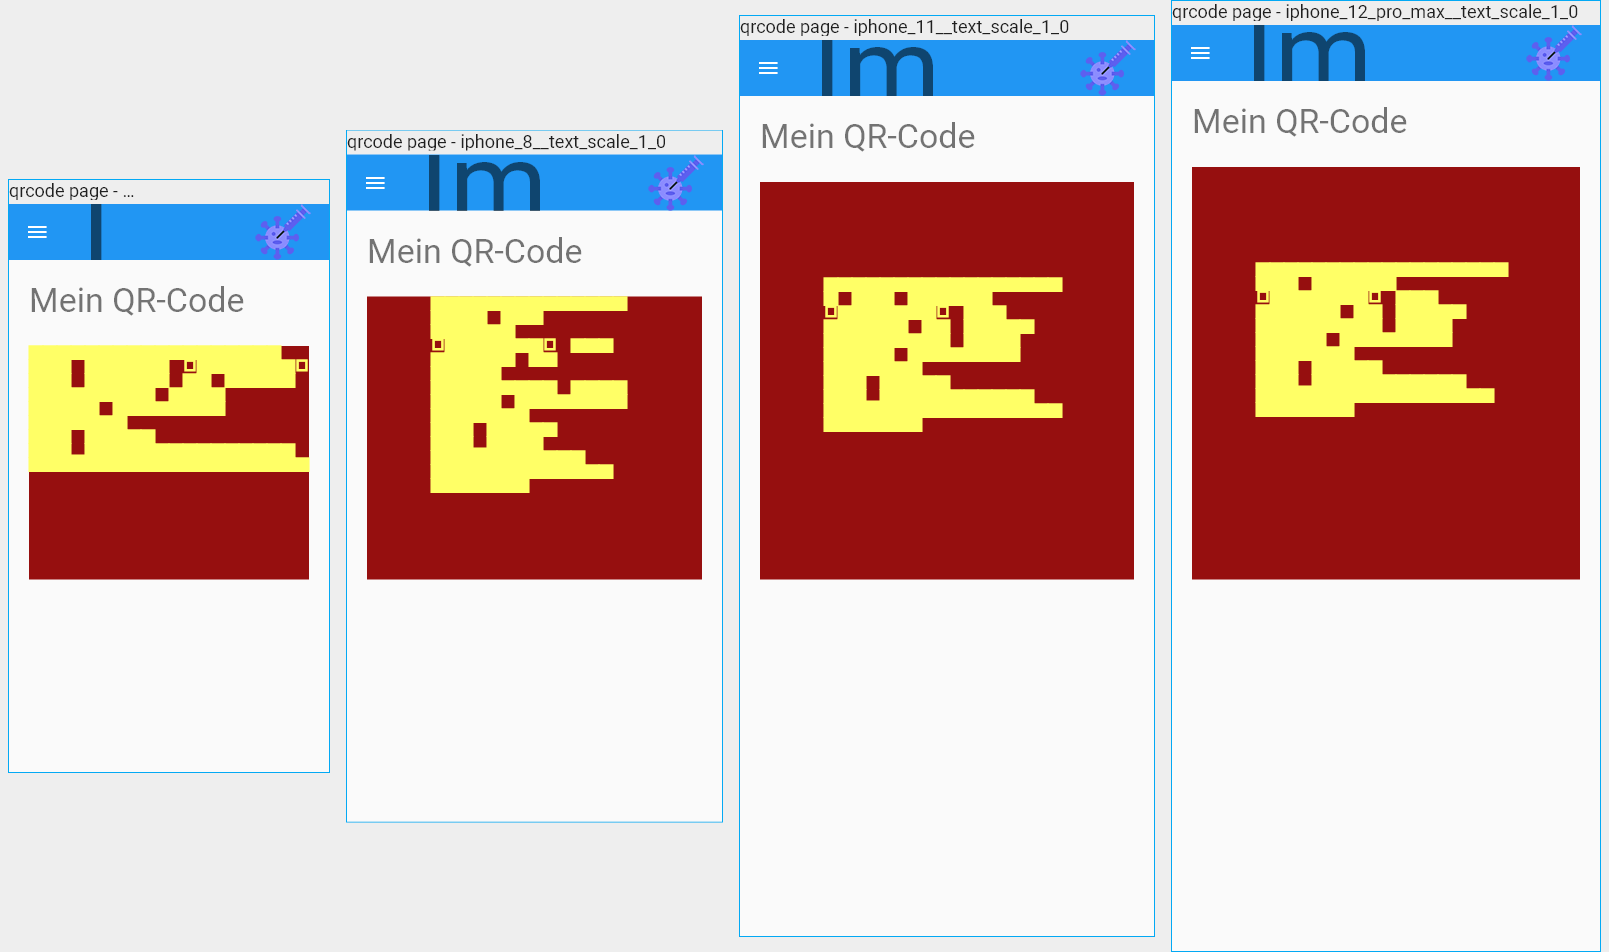 qrcode page - ...
I
Mein QR-Code
qrcode page - iphone_8__text_scale_1_0
Im
Mein QR-Code
qrcode page - iphone_11__text_scale_1_0
Im
Mein QR-Code
qrcode page - iphone_12_pro_max__text_scale_1_0
Im
Mein QR-Code